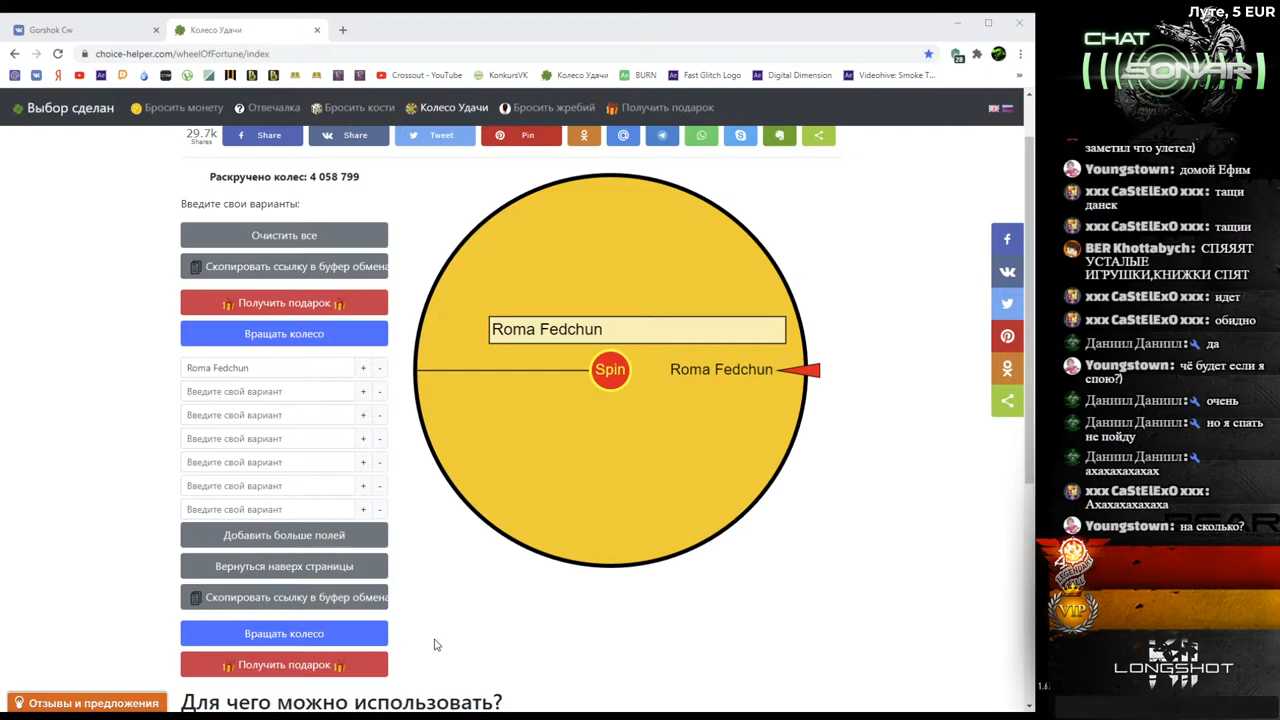 Луте, 5 EUR
Gorshok Cw
Колесо Удачи
choice-helper.com/wheelOfFortune/index
28
Crossout - YouTube
KonkursVK
Колесо Удачи
BURN
Fast Glitch Logo
Digital Dimension
Videohive: Smoke T...
Выбор сделан
Бросить монету
Отвечалка
Бросить кости
Колесо Удачи
Бросить жребий
Получить подарок
29.7k
Shares
Share
Share
Tweet
Pin
Раскручено колес: 4 058 799
Введите свои варианты:
Очистить все
Скопировать ссылку в буфер обмена
Получить подарок
Вращать колесо
Roma Fedchun + -
Введите свой вариант + -
Введите свой вариант + -
Введите свой вариант + -
Введите свой вариант + -
Введите свой вариант + -
Введите свой вариант + -
Добавить больше полей
Вернуться наверх страницы
Скопировать ссылку в буфер обмена
Вращать колесо
Получить подарок
Для чего можно использовать?
Отзывы и предложения
Roma Fedchun
Spin
Roma Fedchun
CHAT
SONAR
заметил что улетел)
Youngstown: домой Ефим
xxx CaStElExO xxx: тащи
данек
xxx CaStElExO xxx: тащии
BER Khottabych: СПЯЯЯТ
УСТАЛЫЕ
ИГРУШКИ,КНИЖКИ СПЯТ
xxx CaStElExO xxx: идет
xxx CaStElExO xxx: обидно
Даниил Даниил: да
Youngstown: чё будет если я
спою?)
Даниил Даниил: очень
Даниил Даниил: но я спать
не пойду
Даниил Даниил:
ахахахахахах
xxx CaStElExO xxx:
Ахахахахахаха
Youngstown: на сколько?
VIP
LONGSHOT